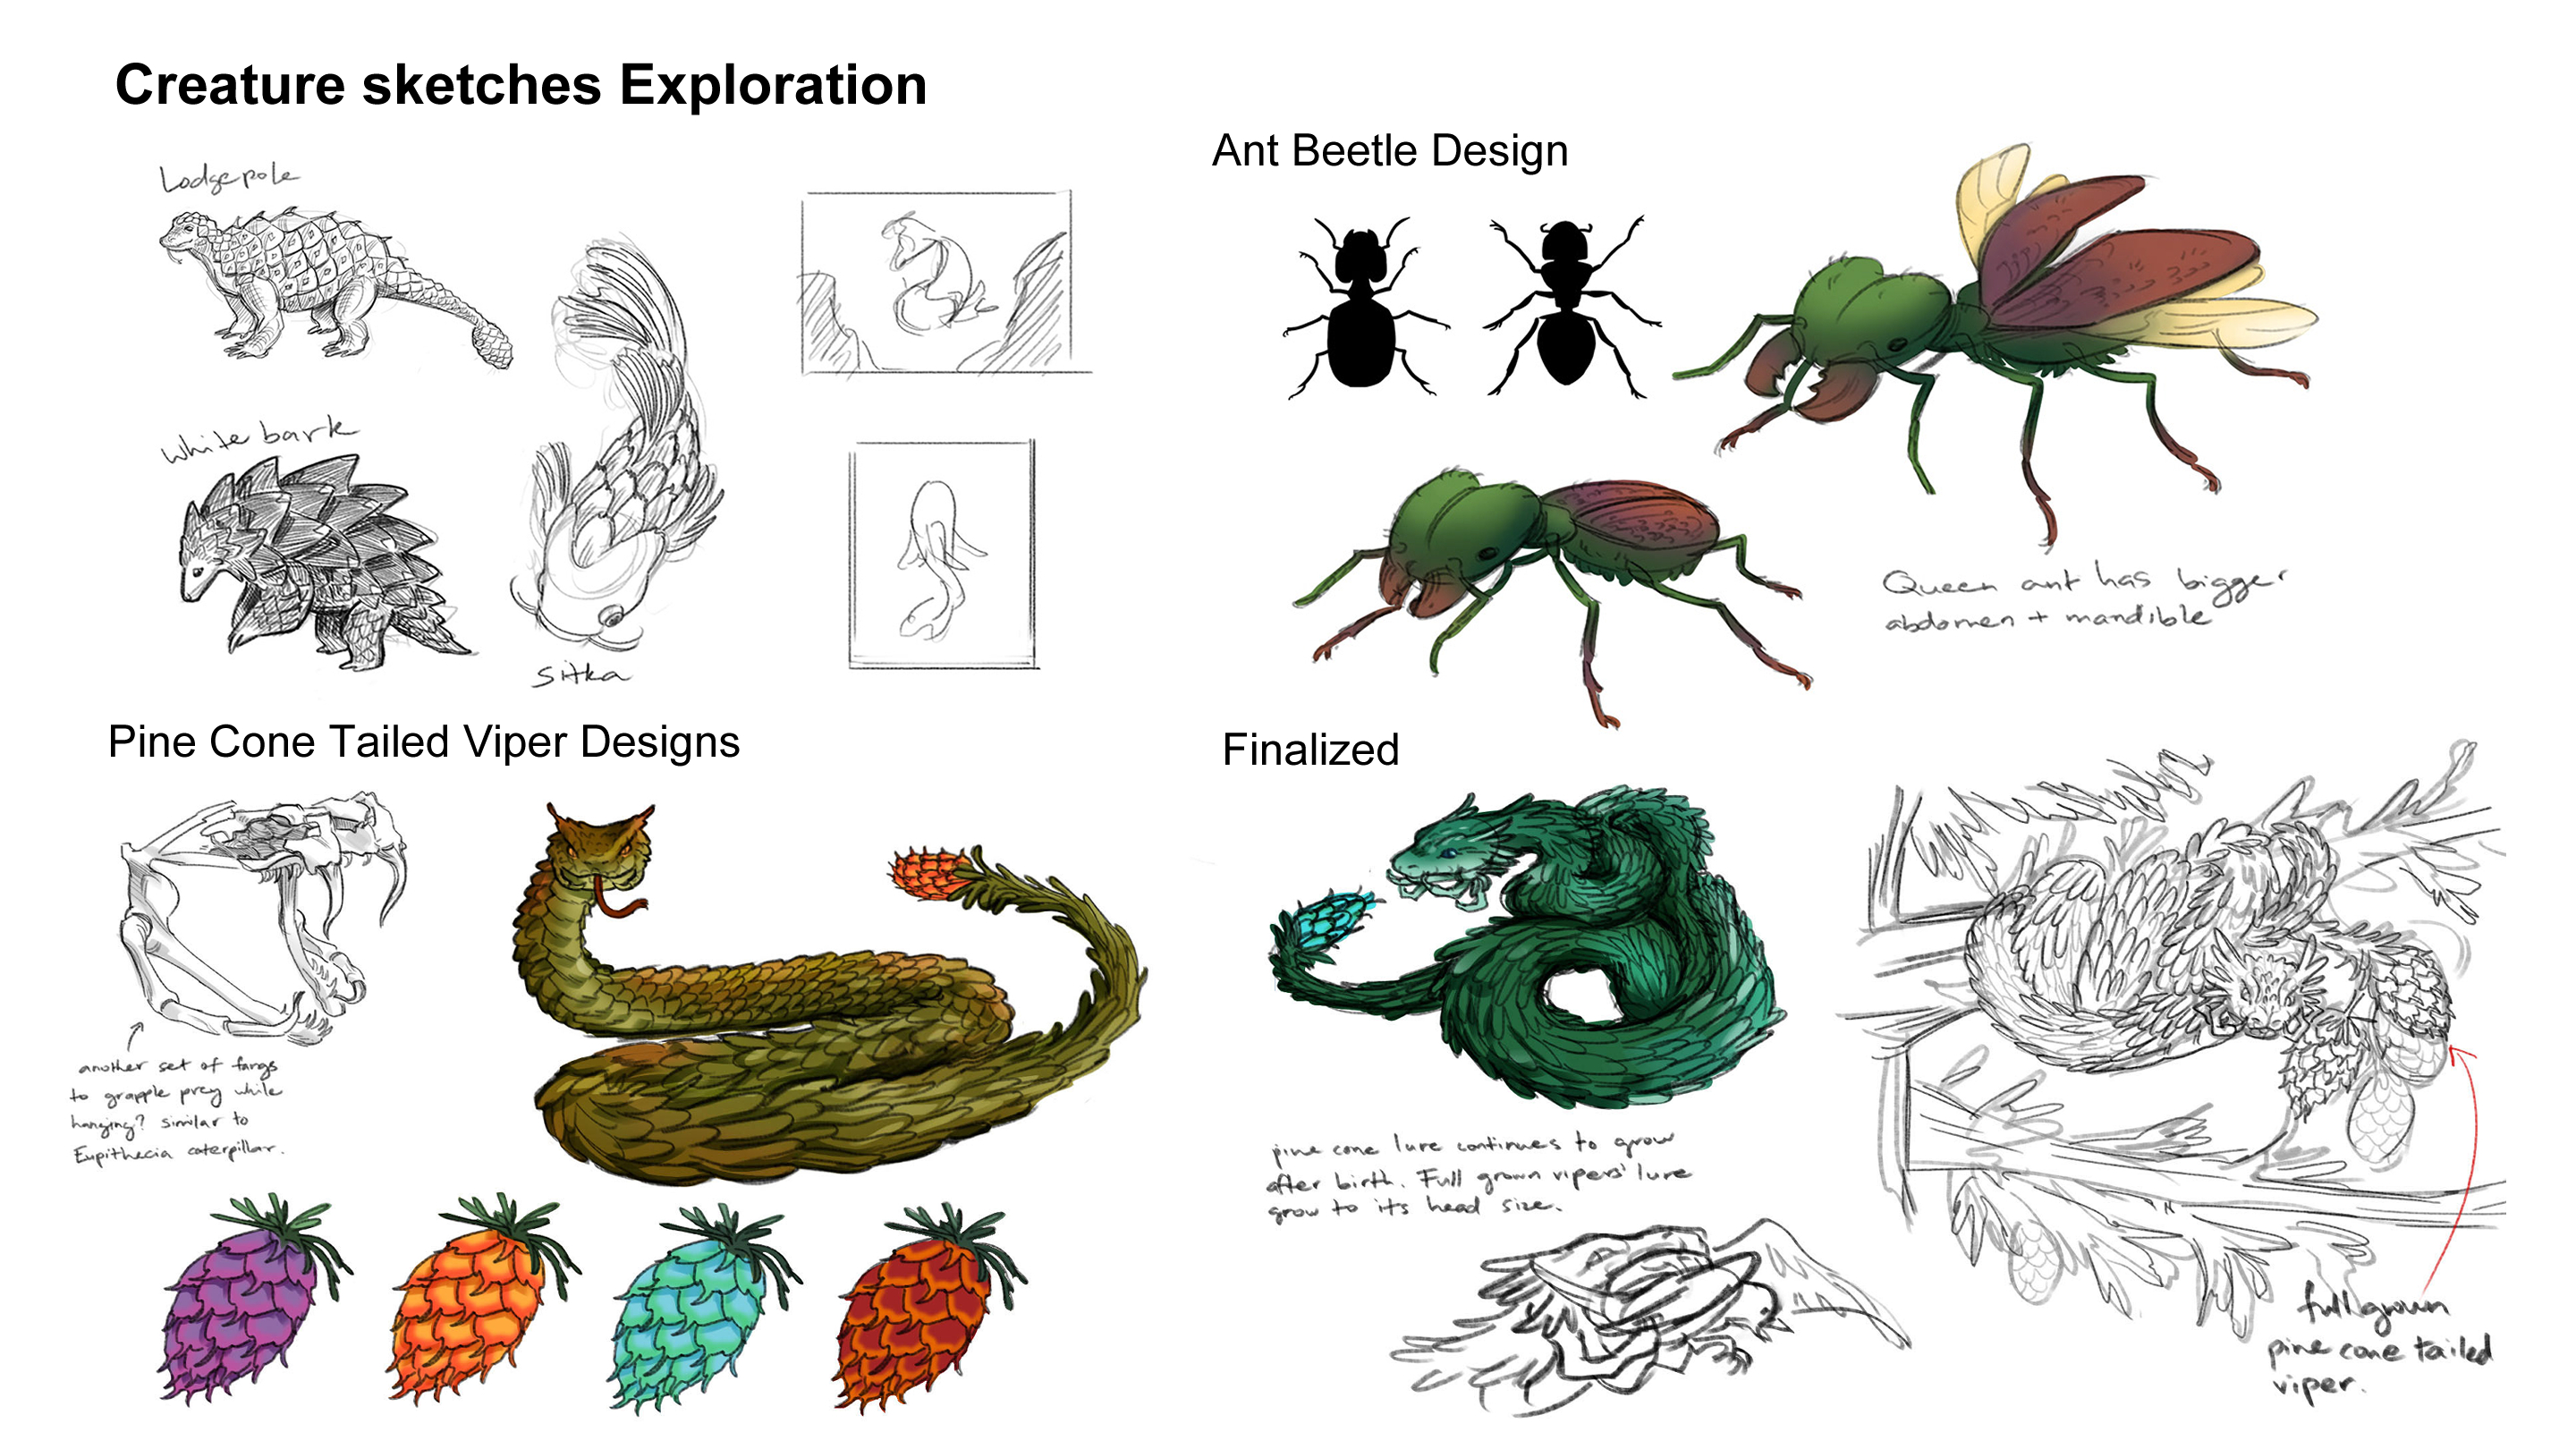 Creature sketches Exploration
Lodgepole
white bark
Sitka
Ant Beetle Design
Queen ant has bigger
abdomen + mandible
Pine Cone Tailed Viper Designs
another set of fangs
to grapple prey while
hanging? similar to
Eupithecia caterpillar.
Finalized
pine cone lure continues to grow
after birth. Full grown vipers' lure
grow to it's head size.
full grown
pine cone tailed
viper.